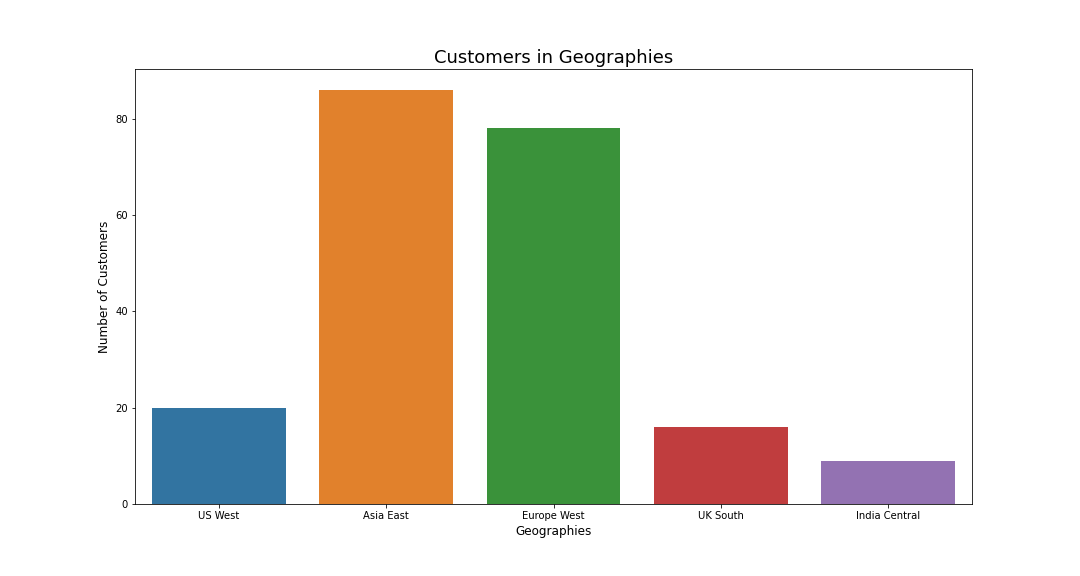 Customers in Geographies
Number of Customers
80
60
40
20
0
US West
Asia East
Europe West
UK South
India Central
Geographies